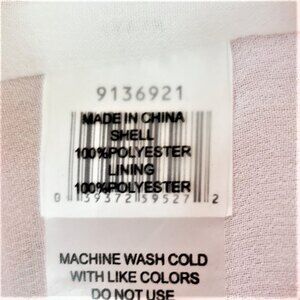 9136921
MADE IN CHINA
SHELL
100%POLYESTER
LINING
100%POLYESTER
0 39372 59527 2
MACHINE WASH COLD
WITH LIKE COLORS
DO NOT USE